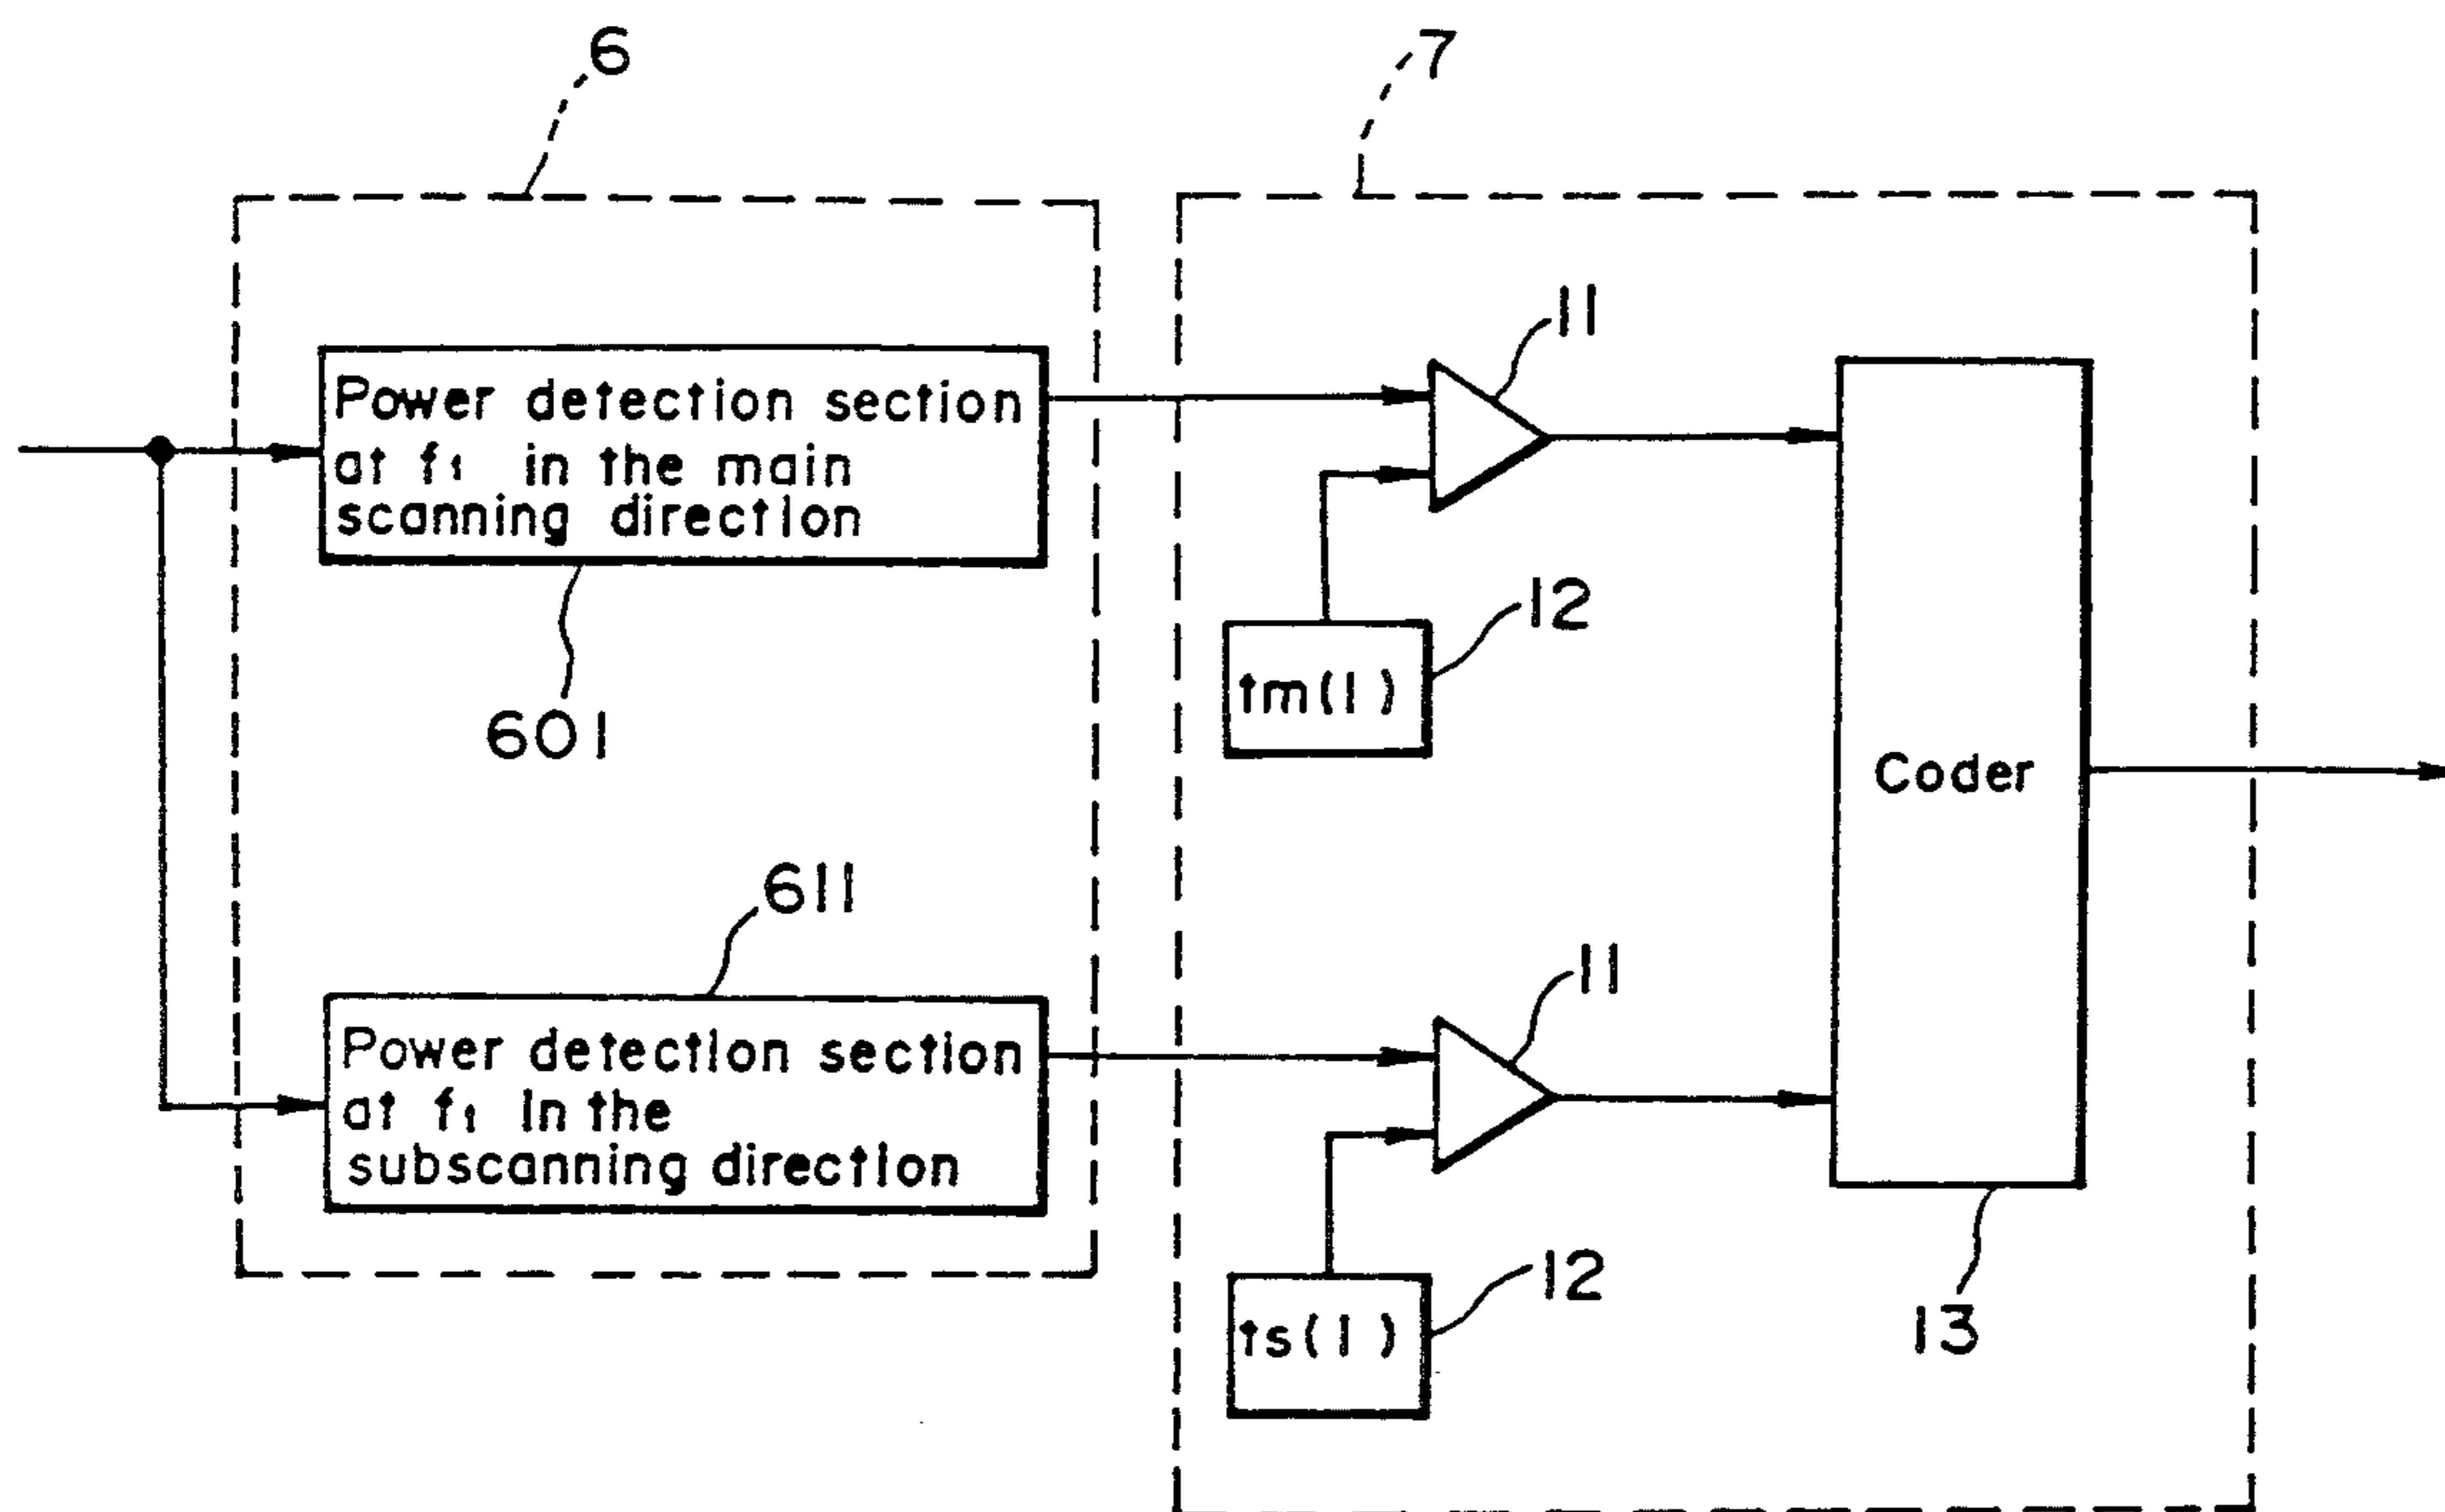 6
7
Power detection section
at f1 in the main
scanning direction
601
11
12
tm(1)
Coder
611
Power detection section
at f1 in the
subscanning direction
11
12
ts(1)
13